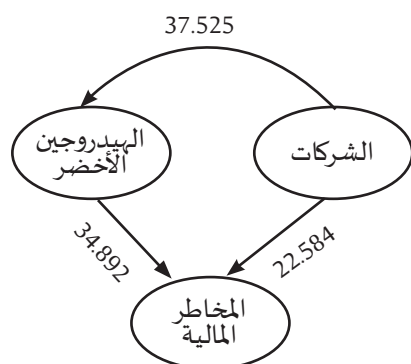 37.525
الشركات
الهيدروجين
الأخضر
34.892
22.584
المخاطر
المالية